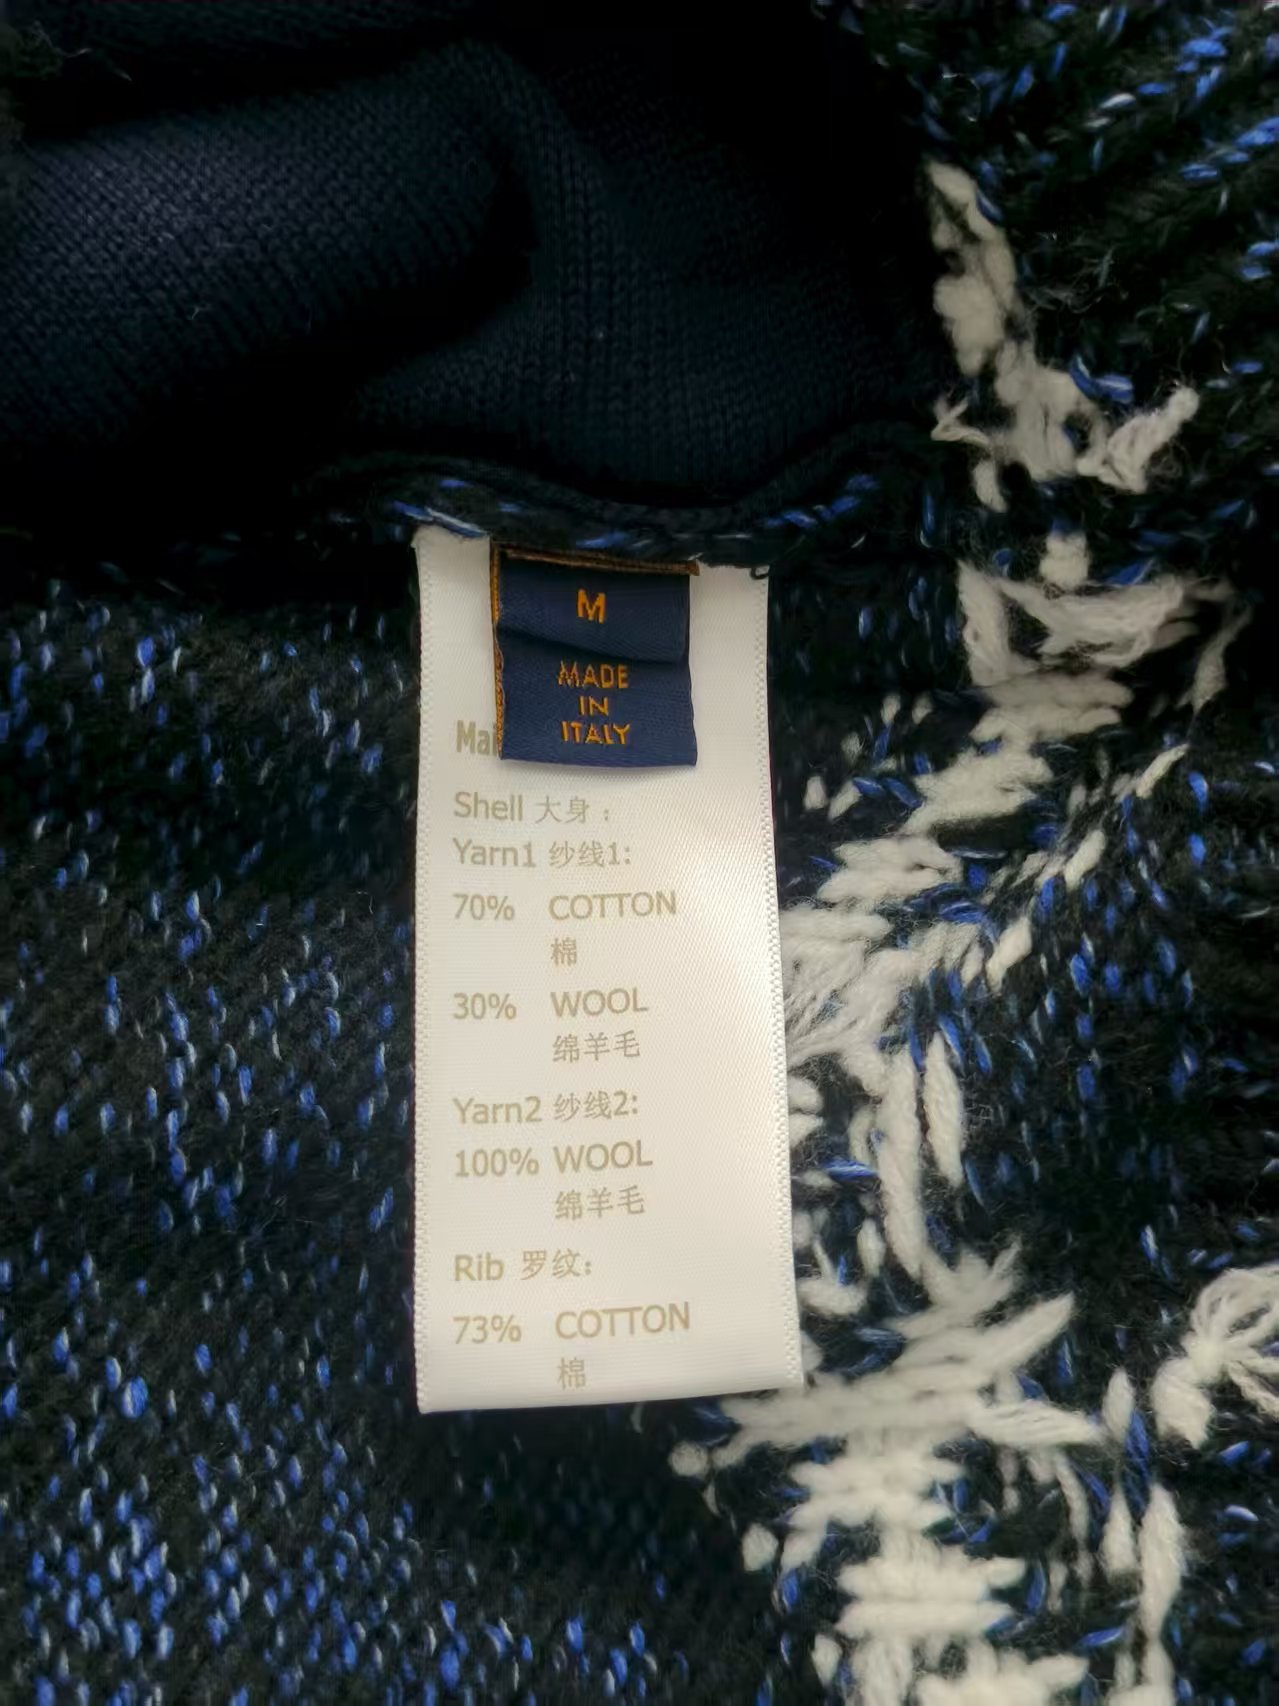 M
MADE
IN
ITALY
Shell 大身：
Yarn1 纱线1:
70% COTTON
棉
30% WOOL
绵羊毛
Yarn2 纱线2:
100% WOOL
绵羊毛
Rib 罗纹:
73% COTTON
棉